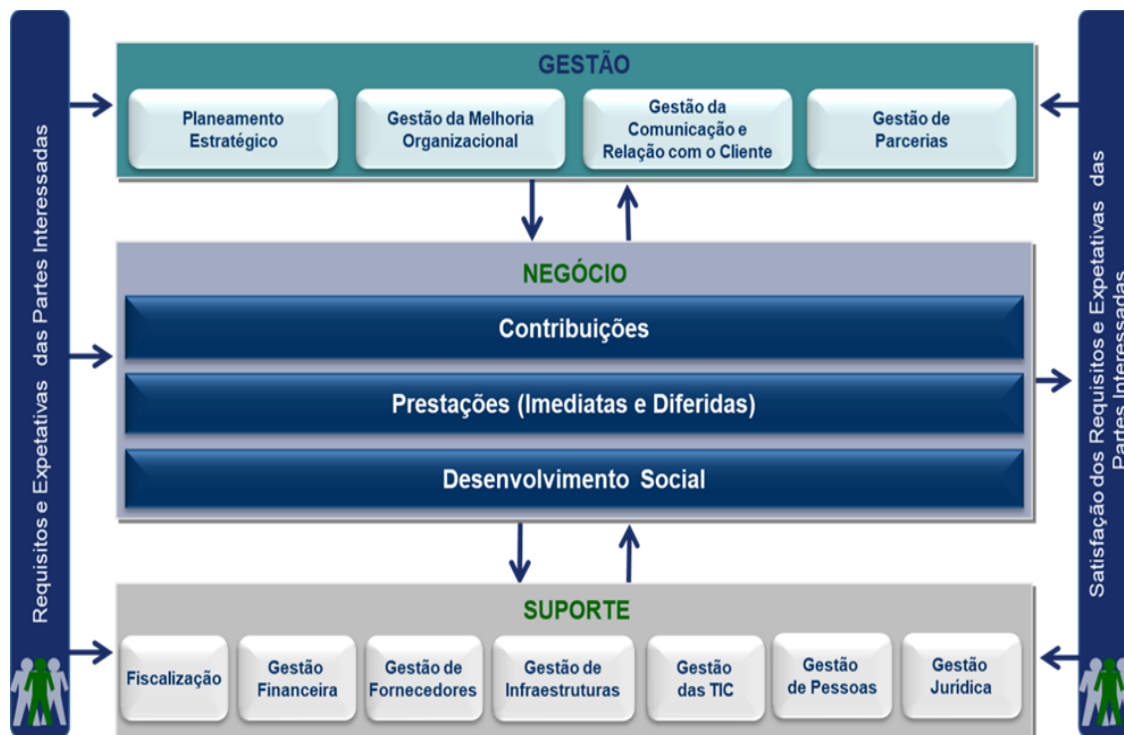 Requisitos e Expetativas das Partes Interessadas
GESTÃO
Planeamento
Estratégico
Gestão da Melhoria
Organizacional
Gestão da
Comunicação e
Relação com o Cliente
Gestão de
Parcerias
NEGÓCIO
Contribuições
Prestações (Imediatas e Diferidas)
Desenvolvimento Social
SUPORTE
Fiscalização
Gestão
Financeira
Gestão de
Fornecedores
Gestão de
Infraestruturas
Gestão
das TIC
Gestão
de Pessoas
Gestão
Jurídica
Satisfação dos Requisitos e Expetativas das
Partes Interessadas